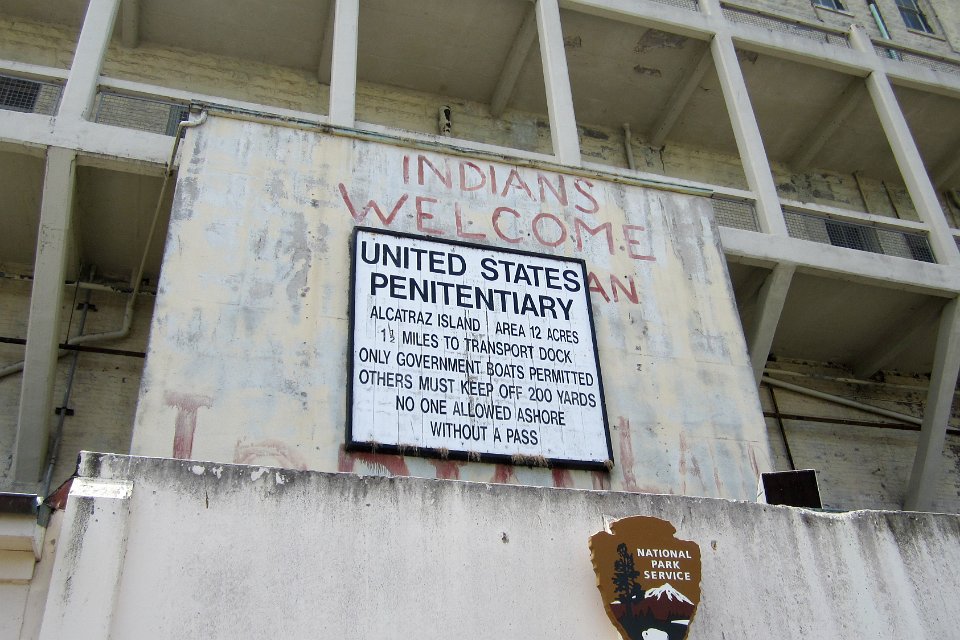 INDIANS
WELCOME
UNITED STATES
PENITENTIARY
ALCATRAZ ISLAND AREA 12 ACRES
1½ MILES TO TRANSPORT DOCK
ONLY GOVERNMENT BOATS PERMITTED
OTHERS MUST KEEP OFF 200 YARDS
NO ONE ALLOWED ASHORE
WITHOUT A PASS
NATIONAL
PARK
SERVICE